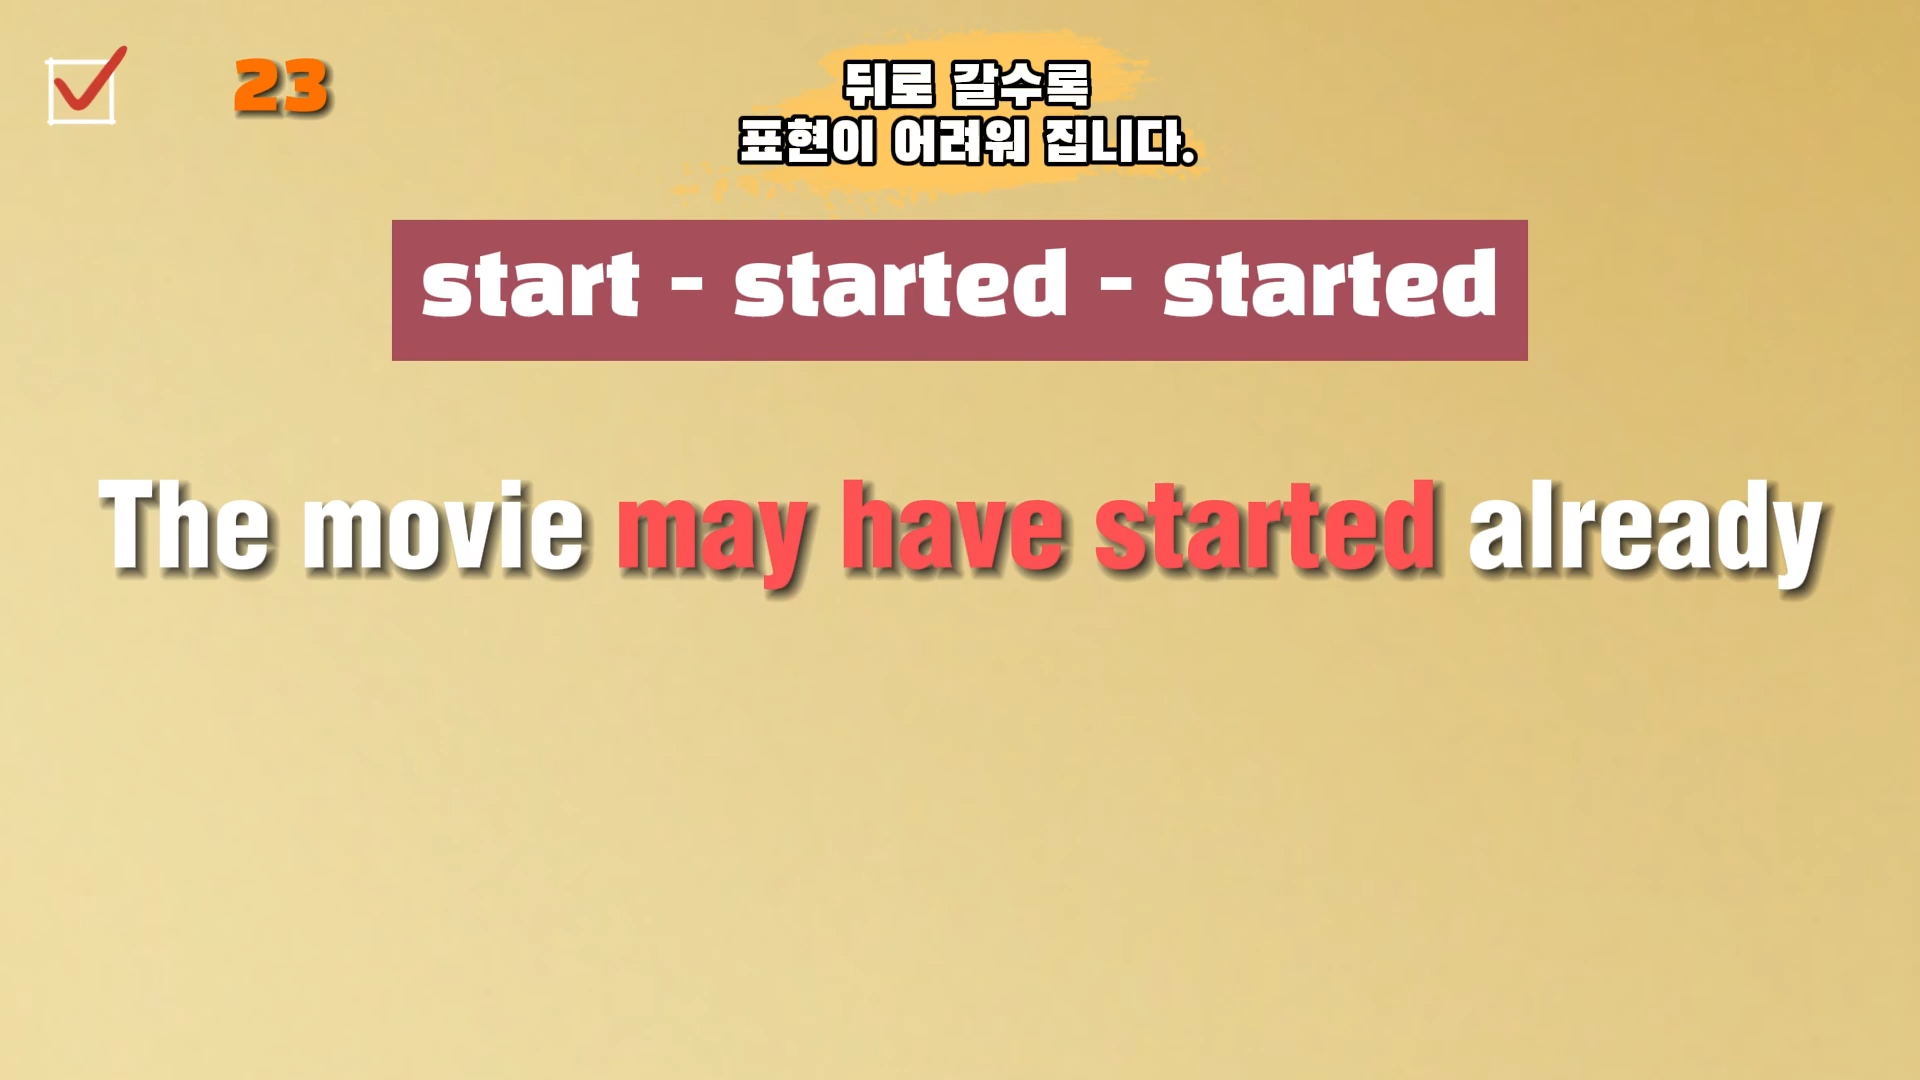 23
뒤로 갈수록
표현이 어려워 집니다.
start - started - started
The movie may have started already